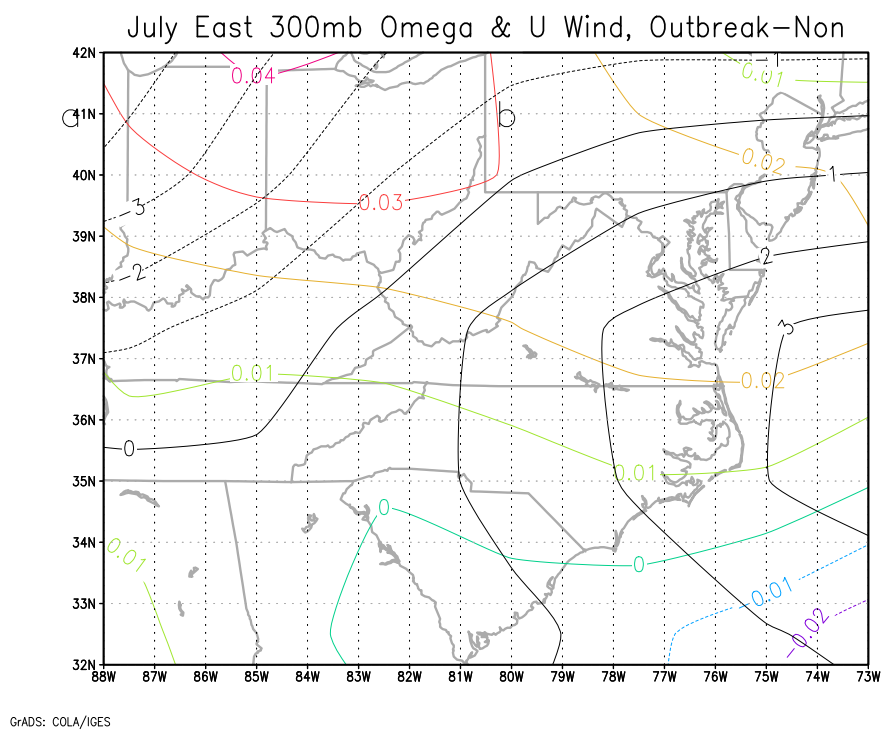 July East 300mb Omega & U Wind, Outbreak-Non
42N
0.04
-1
0.01
a
41N
b
0.02
40N
1
0.03
-3
39N
2
-2
38N
3
37N
0.01
0.02
36N
0
0.01
35N
0
34N
0.01
0
33N
0.01
-0.02
32N
88W 87W 86W 85W 84W 83W 82W 81W 80W 79W 78W 77W 76W 75W 74W 73W
GrADS: COLA/IGES